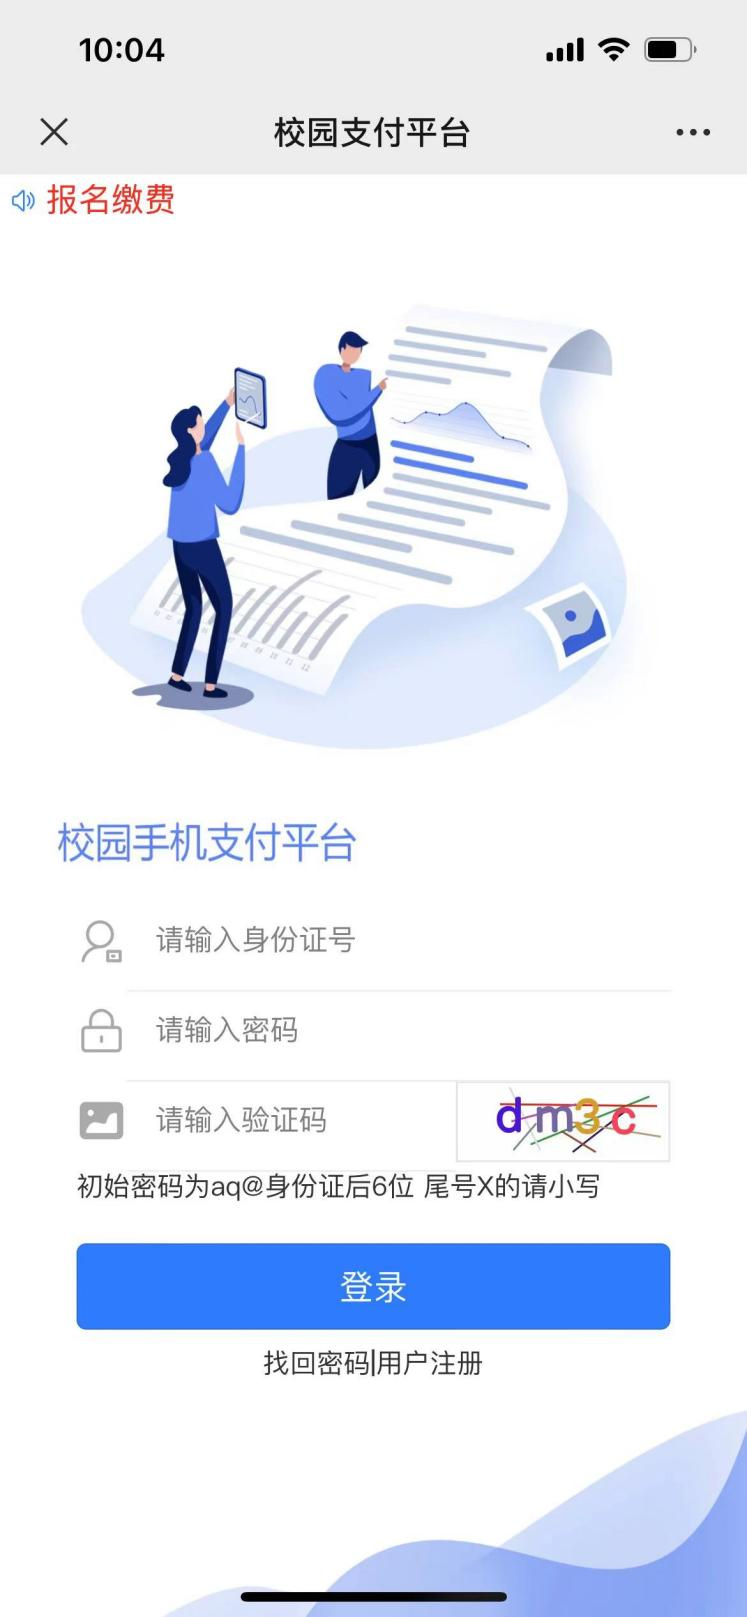 10:04
校园支付平台
报名缴费
校园手机支付平台
请输入身份证号
请输入密码
请输入验证码
dm3c
初始密码为aq@身份证后6位 尾号X的请小写
登录
找回密码|用户注册